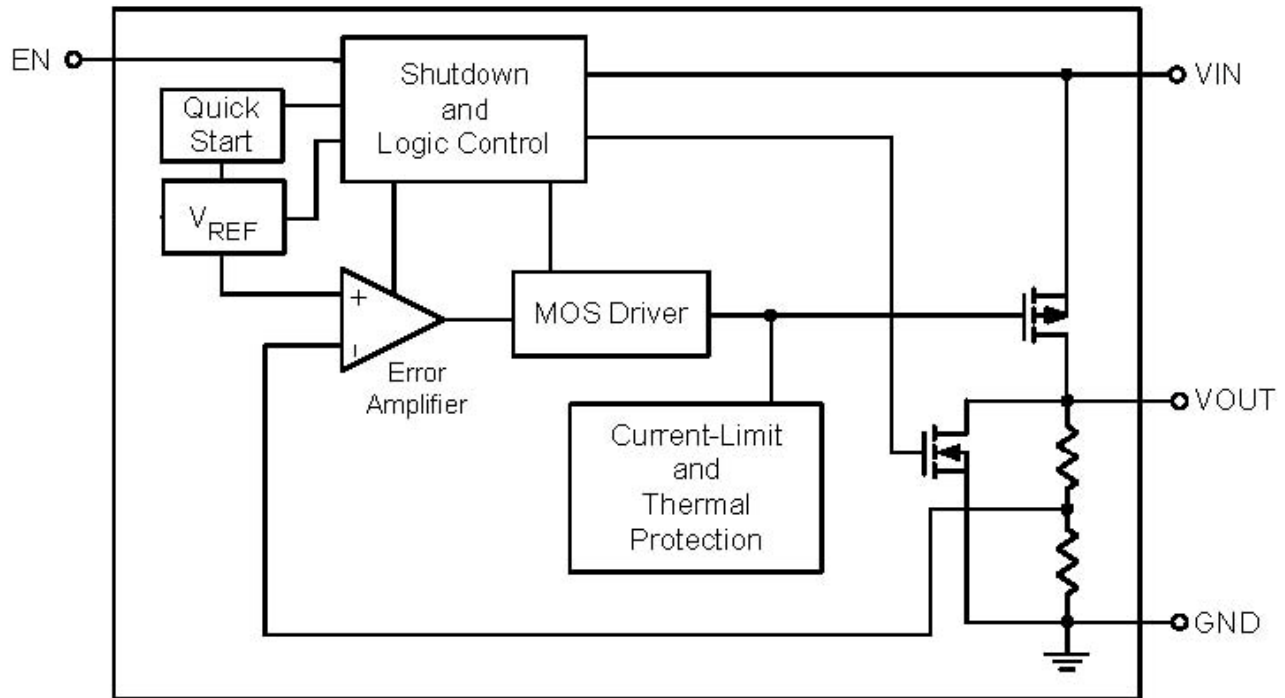 EN
Shutdown
and
Logic Control
VIN
Quick
Start
VREF
+
-
MOS Driver
Error
Amplifier
VOUT
Current-Limit
and
Thermal
Protection
GND